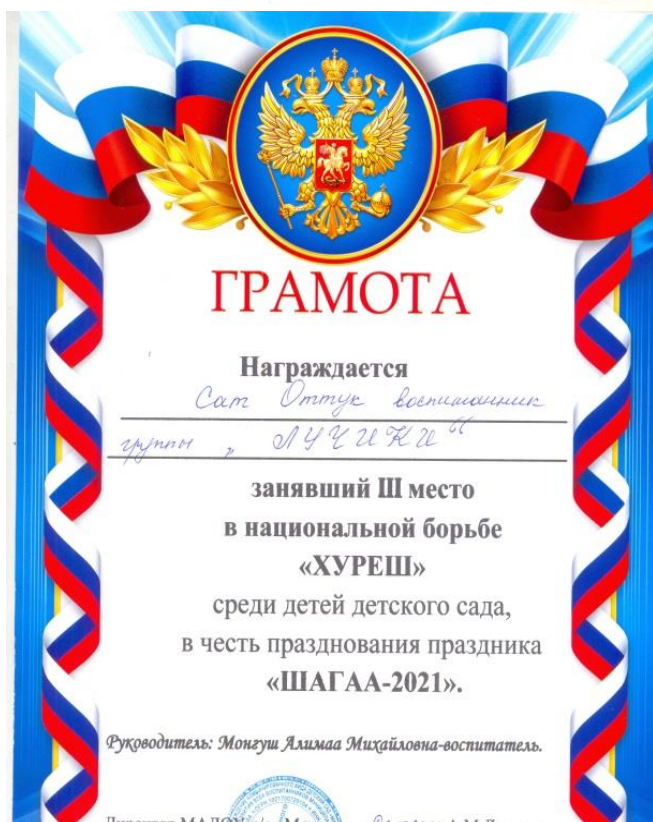 ГРАМОТА
Награждается
Сат Оттук воспитанник
группы „ЛУЧИКИ“
занявший III место
в национальной борьбе
«ХУРЕШ»
среди детей детского сада,
в честь празднования праздника
«ШАГАА-2021».
Руководитель: Монгуш Алимаа Михайловна-воспитатель.